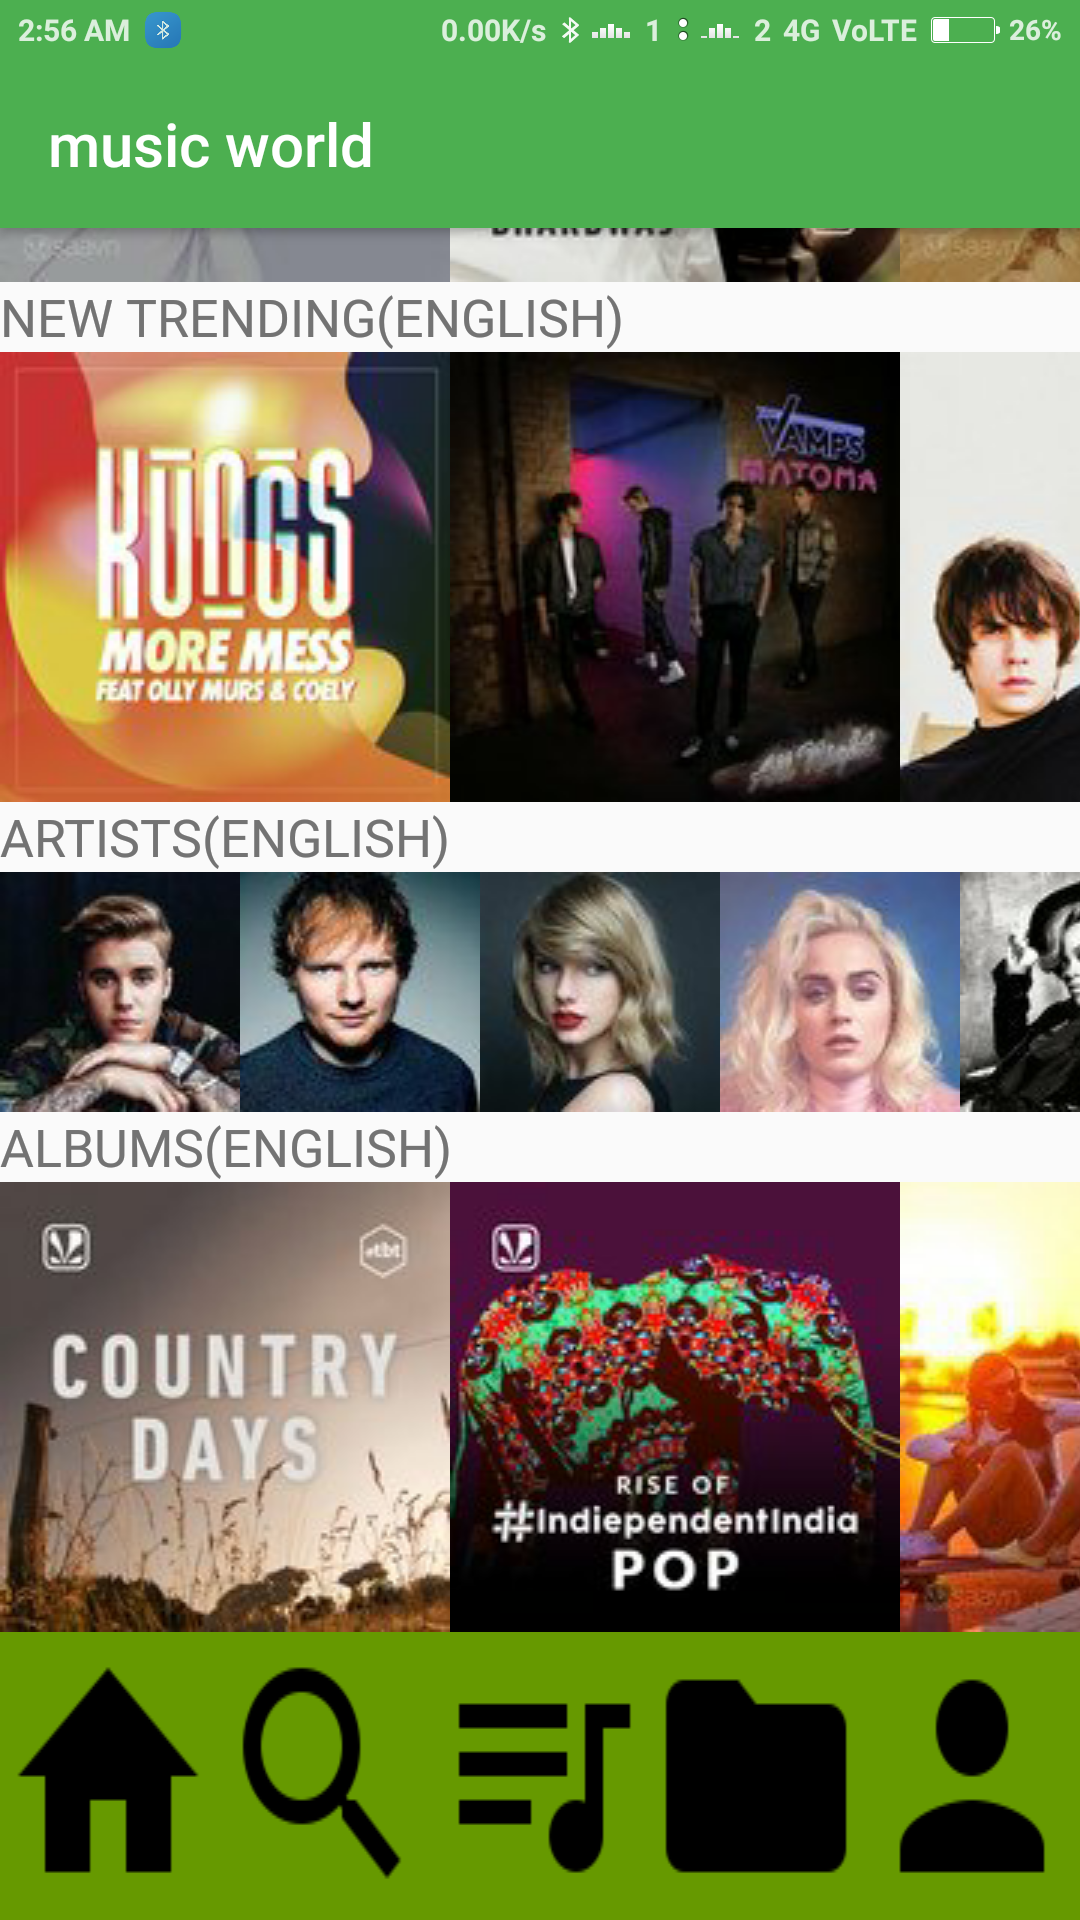 2:56 AM 0.00K/s 1 2 4G VoLTE 26%
music world
saavn saavn
NEW TRENDING(ENGLISH)
KUNGS
MORE MESS
FEAT OLLY MURS & COELY
VAMPS
MATOMA
All Night
ARTISTS(ENGLISH)
ALBUMS(ENGLISH)
#tbt
COUNTRY
DAYS
RISE OF
#IndiependentIndia
POP
saavn